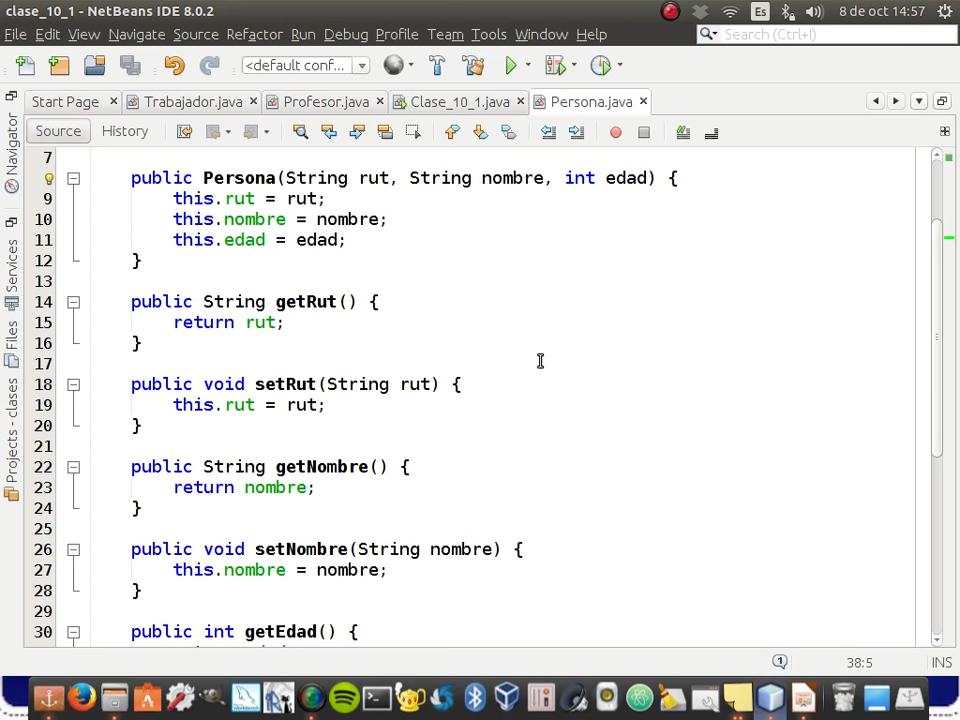 clase_10_1 - NetBeans IDE 8.0.2
Es
8 de oct 14:57
File Edit View Navigate Source Refactor Run Debug Profile Team Tools Window Help
Search (Ctrl+I)
<default conf...
Start Page
Trabajador.java
Profesor.java
Clase_10_1.java
Persona.java
Navigator
Services
Files
Projects - clases
Source History
7
public Persona(String rut, String nombre, int edad) {
9 this.rut = rut;
10 this.nombre = nombre;
11 this.edad = edad;
12 }
13
14 public String getRut() {
15 return rut;
16 }
17
18 public void setRut(String rut) {
19 this.rut = rut;
20 }
21
22 public String getNombre() {
23 return nombre;
24 }
25
26 public void setNombre(String nombre) {
27 this.nombre = nombre;
28 }
29
30 public int getEdad() {
1
38:5
INS